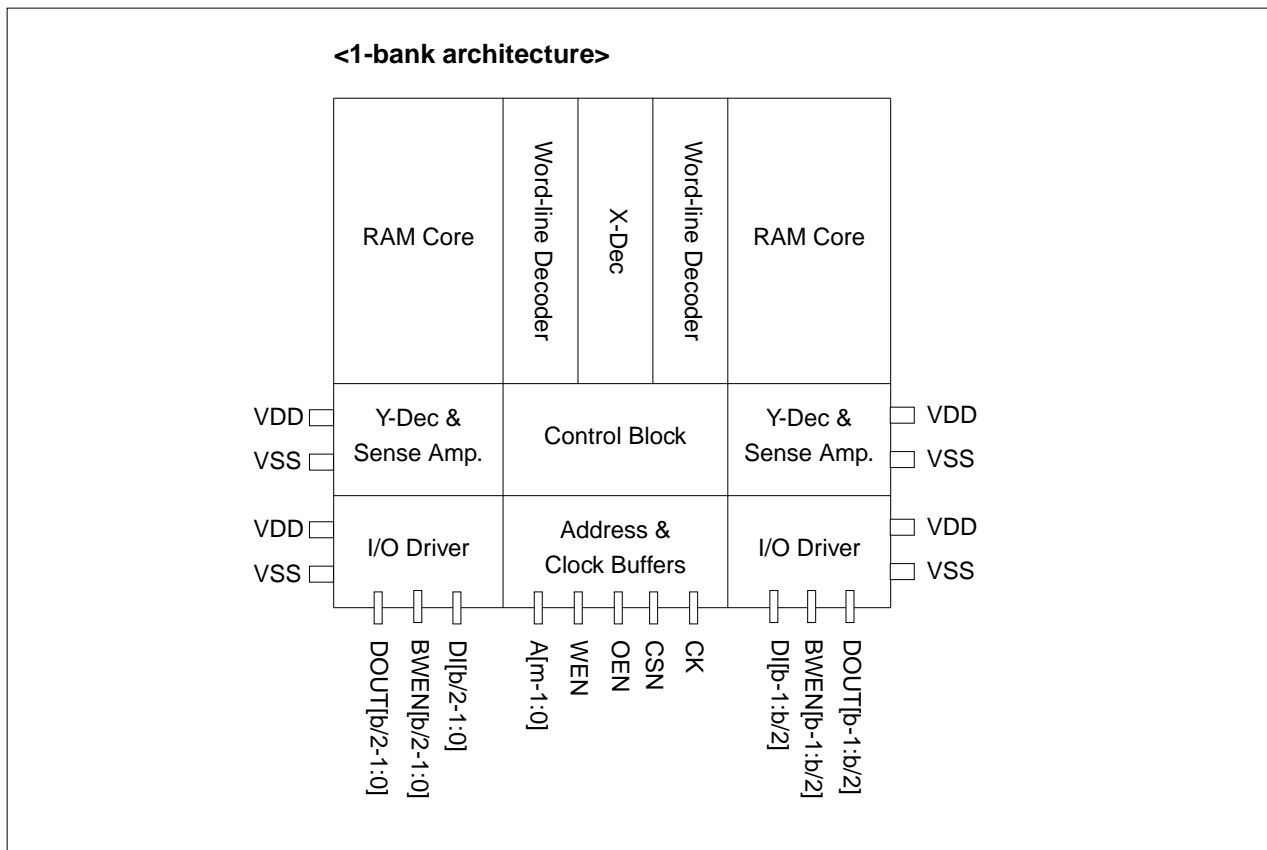 <1-bank architecture>
RAM Core
Word-line Decoder
X-Dec
Word-line Decoder
RAM Core
VDD
VSS
Y-Dec &
Sense Amp.
Control Block
Y-Dec &
Sense Amp.
VDD
VSS
VDD
VSS
I/O Driver
Address &
Clock Buffers
I/O Driver
VDD
VSS
DOUT[b/2-1:0]
BWEN[b/2-1:0]
DI[b/2-1:0]
A[m-1:0]
WEN
OEN
CSN
CK
DI[b-1:b/2]
BWEN[b-1:b/2]
DOUT[b-1:b/2]